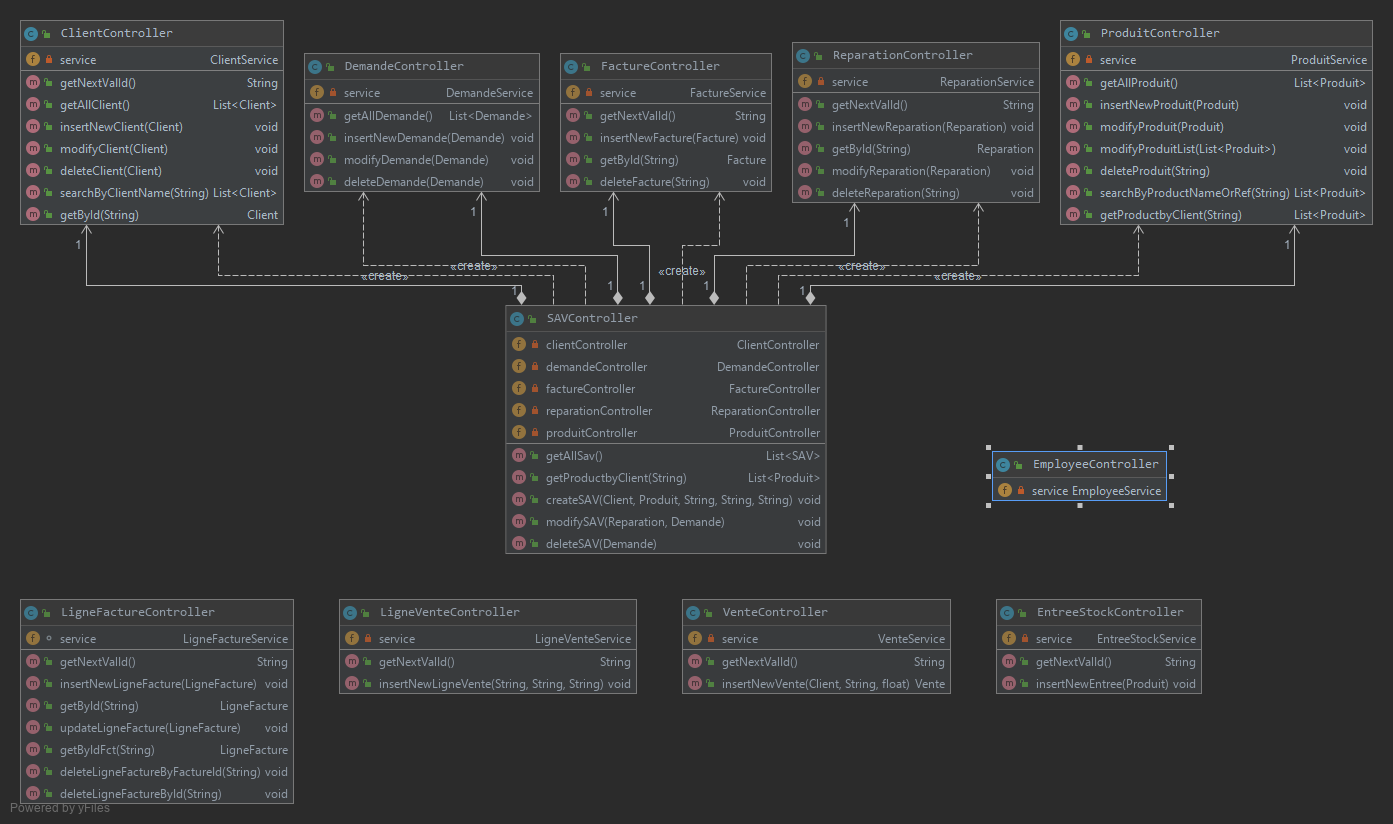 ClientController
service ClientService
getNextValId() String
getAllClient() List<Client>
insertNewClient(Client) void
modifyClient(Client) void
deleteClient(Client) void
searchByClientName(String) List<Client>
getById(String) Client
DemandeController
service DemandeService
getAllDemande() List<Demande>
insertNewDemande(Demande) void
modifyDemande(Demande) void
deleteDemande(Demande) void
FactureController
service FactureService
getNextValId() String
insertNewFacture(Facture) void
getById(String) Facture
deleteFacture(String) void
ReparationController
service ReparationService
getNextValId() String
insertNewReparation(Reparation) void
getById(String) Reparation
modifyReparation(Reparation) void
deleteReparation(String) void
ProduitController
service ProduitService
getAllProduit() List<Produit>
insertNewProduit(Produit) void
modifyProduit(Produit) void
modifyProduitList(List<Produit>) void
deleteProduit(String) void
searchByProductNameOrRef(String) List<Produit>
getProductbyClient(String) List<Produit>
1
1
1
1
1
«create»
«create»
«create»
«create»
«create»
1
1
1
1
1
SAVController
clientController ClientController
demandeController DemandeController
factureController FactureController
reparationController ReparationController
produitController ProduitController
getAllSav() List<SAV>
getProductbyClient(String) List<Produit>
createSAV(Client, Produit, String, String, String) void
modifySAV(Reparation, Demande) void
deleteSAV(Demande) void
EmployeeController
service EmployeeService
LigneFactureController
service LigneFactureService
getNextValId() String
insertNewLigneFacture(LigneFacture) void
getById(String) LigneFacture
updateLigneFacture(LigneFacture) void
getByIdFct(String) LigneFacture
deleteLigneFactureByFactureId(String) void
deleteLigneFactureById(String) void
LigneVenteController
service LigneVenteService
getNextValId() String
insertNewLigneVente(String, String, String) void
VenteController
service VenteService
getNextValId() String
insertNewVente(Client, String, float) Vente
EntreeStockController
service EntreeStockService
getNextValId() String
insertNewEntree(Produit) void
Powered by yFiles